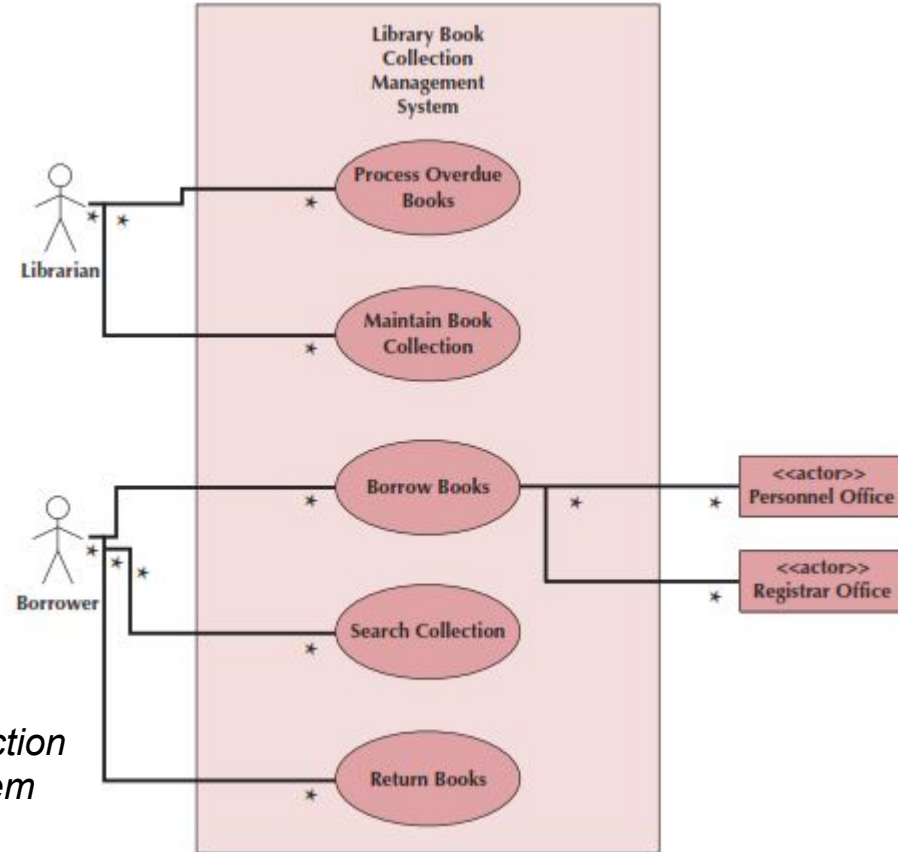 Library Book
Collection
Management
System
Process Overdue
Books
*
*
*
Librarian
Maintain Book
Collection
*
Borrow Books
*
*
*
<<actor>>
Personnel Office
*
*
*
Borrower
<<actor>>
Registrar Office
*
Search Collection
*
ction
em
Return Books
*